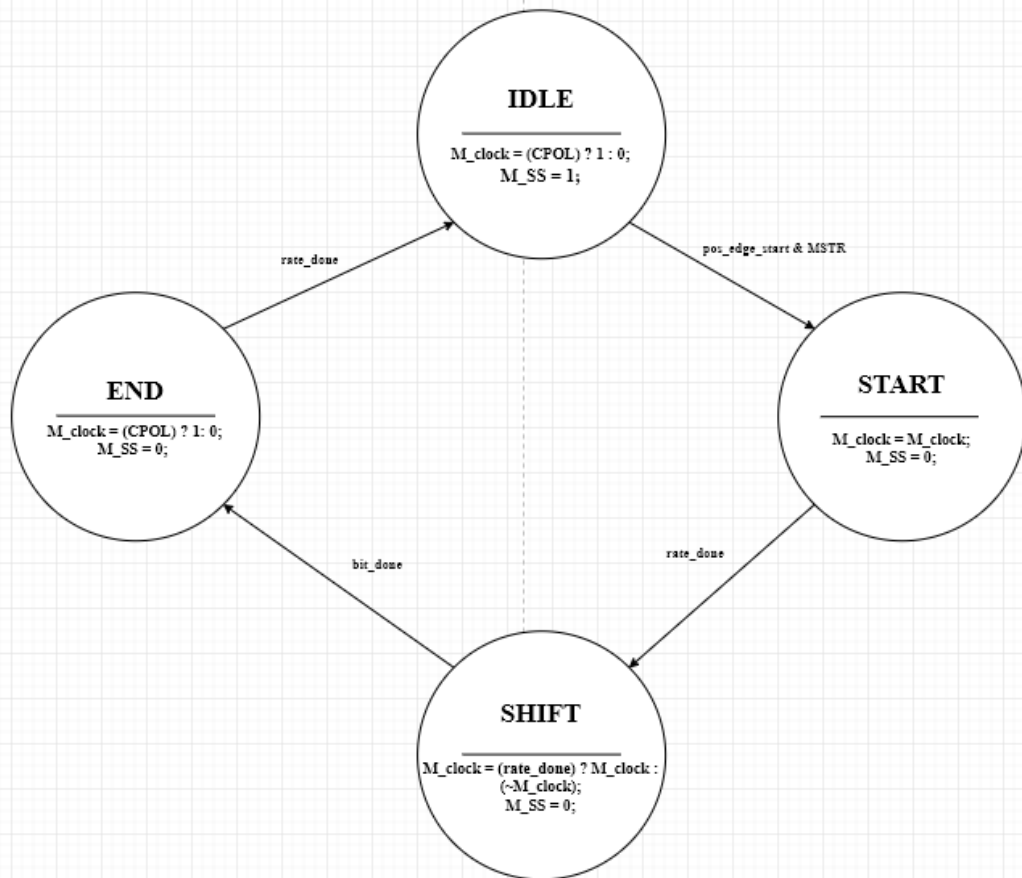 IDLE
M_clock = (CPOL) ? 1 : 0;
M_SS = 1;
rate_done
pos_edge_start & MSTR
END
M_clock = (CPOL) ? 1: 0;
M_SS = 0;
START
M_clock = M_clock;
M_SS = 0;
bit_done
rate_done
SHIFT
M_clock = (rate_done) ? M_clock :
(~M_clock);
M_SS = 0;